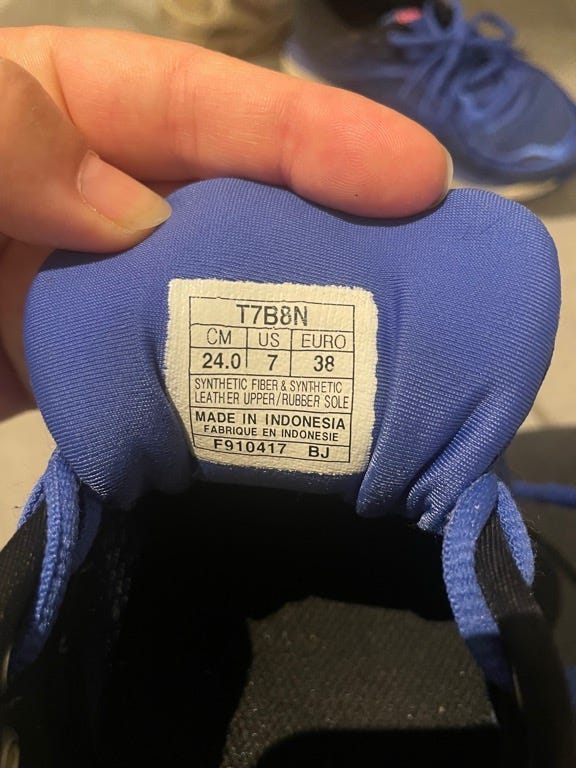 T7B8N
CM US EURO
24.0 7 38
SYNTHETIC FIBER & SYNTHETIC
LEATHER UPPER/RUBBER SOLE
MADE IN INDONESIA
FABRIQUE EN INDONESIE
F910417 BJ